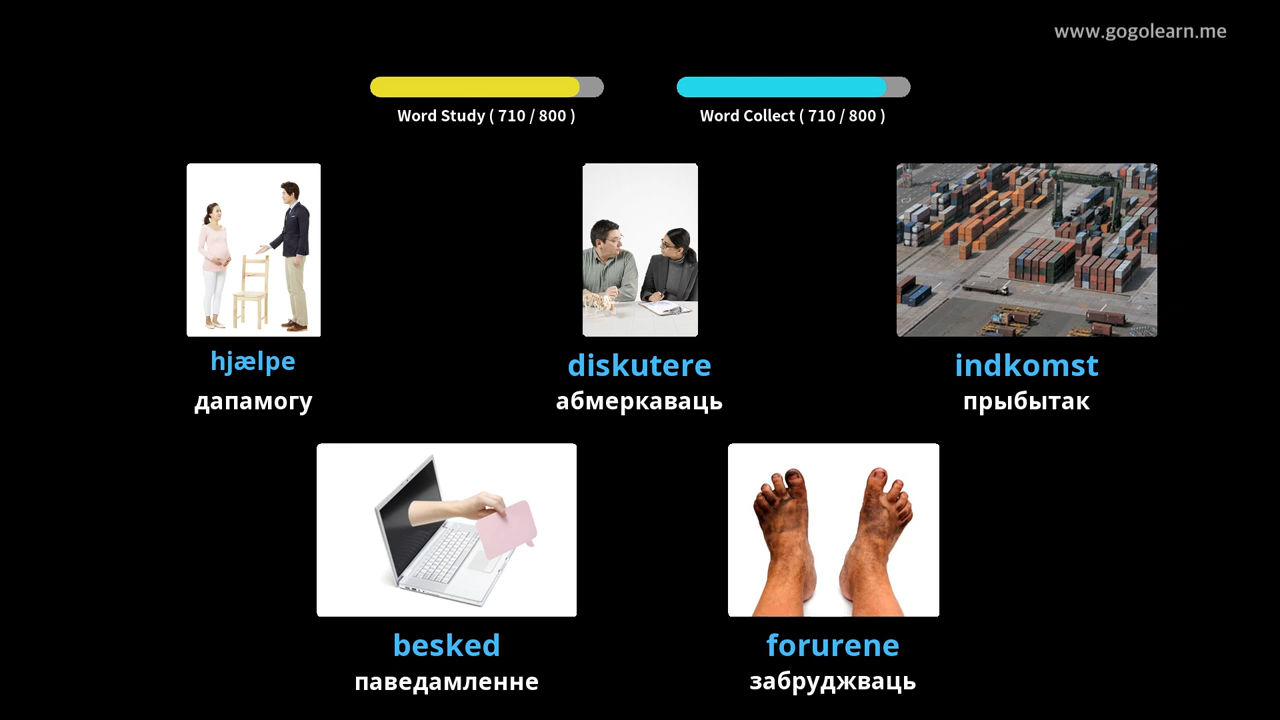 www.gogolearn.me
Word Study ( 710 / 800 )
Word Collect ( 710 / 800 )
hjælpe
дапамогу
diskutere
абмеркаваць
indkomst
прыбытак
besked
паведамленне
forurene
забруджваць